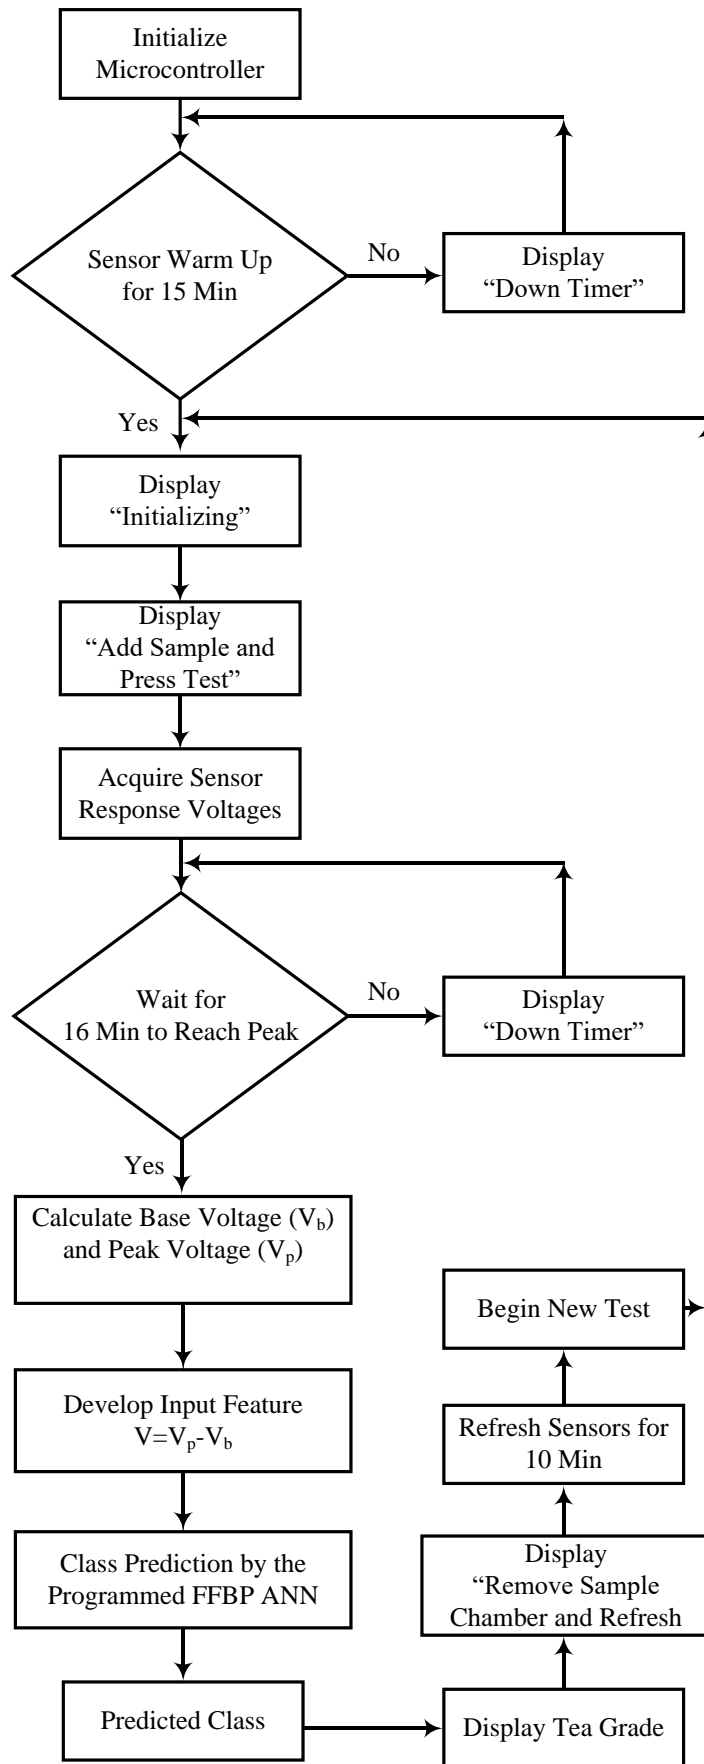 Initialize
Microcontroller
Sensor Warm Up
for 15 Min
No
Display
“Down Timer”
Yes
Display
“Initializing”
Display
“Add Sample and
Press Test”
Acquire Sensor
Response Voltages
Wait for
16 Min to Reach Peak
No
Display
“Down Timer”
Yes
Calculate Base Voltage (Vb)
and Peak Voltage (Vp)
Develop Input Feature
V=Vp-Vb
Class Prediction by the
Programmed FFBP ANN
Predicted Class
Display Tea Grade
Display
“Remove Sample
Chamber and Refresh
Refresh Sensors for
10 Min
Begin New Test